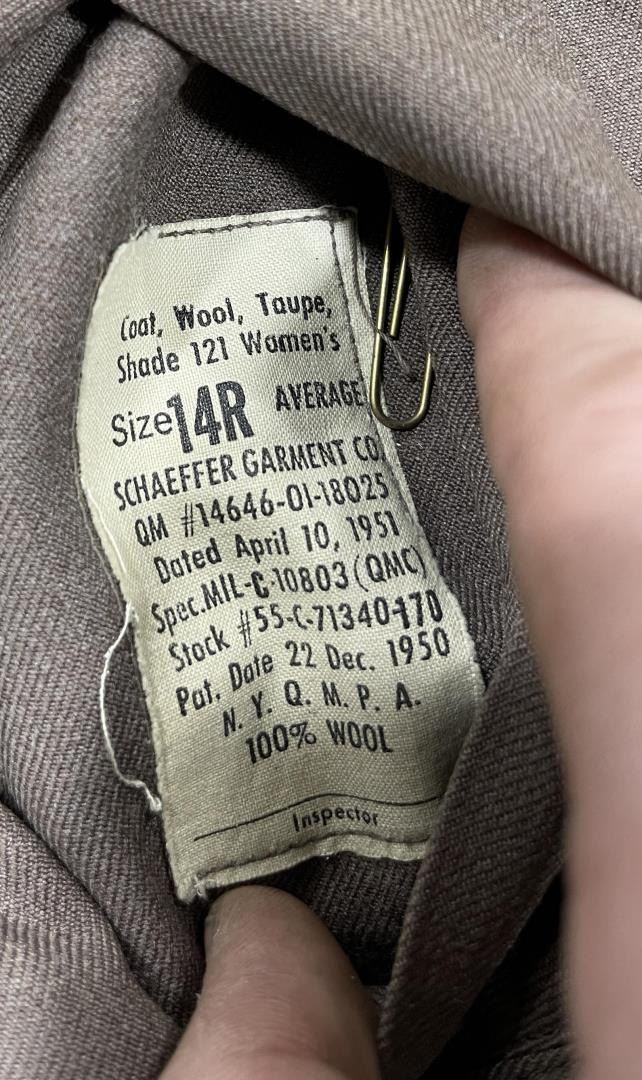 Coat, Wool, Taupe,
Shade 121 Women's
Size 14R AVERAGE
SCHAEFFER GARMENT CO.
QM #14646-OI-18025
Dated April 10, 1951
Spec.MIL-C-10803(QMC)
Stock #55-C-71340-170
Pat. Date 22 Dec. 1950
N. Y. Q. M. P. A.
100% WOOL
Inspector